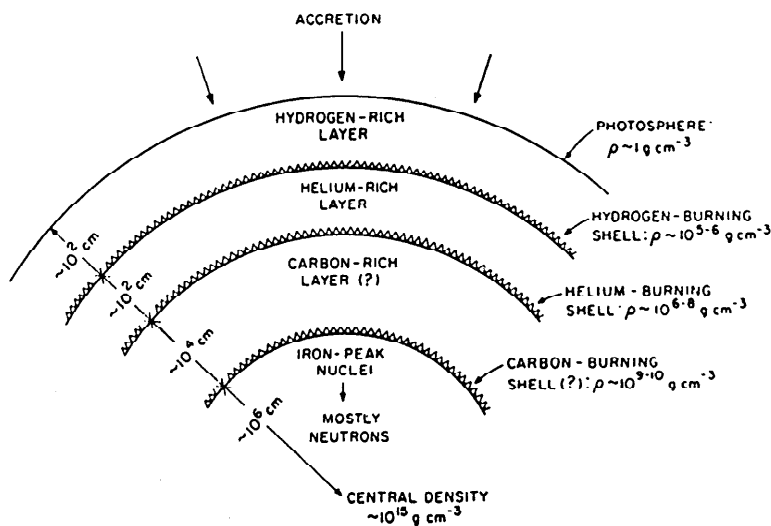 ACCRETION
HYDROGEN-RICH
LAYER
PHOTOSPHERE:
ρ~1 g cm⁻³
HELIUM-RICH
LAYER
HYDROGEN-BURNING
SHELL: ρ~10⁵⁻⁶ g cm⁻³
~10² cm
CARBON-RICH
LAYER (?)
~10² cm
HELIUM-BURNING
SHELL: ρ~10⁶⁻⁸ g cm⁻³
~10⁴ cm
IRON-PEAK
NUCLEI
CARBON-BURNING
SHELL(?): ρ~10⁹⁻¹⁰ g cm⁻³
~10⁶ cm
MOSTLY
NEUTRONS
CENTRAL DENSITY
~10¹⁵ g cm⁻³